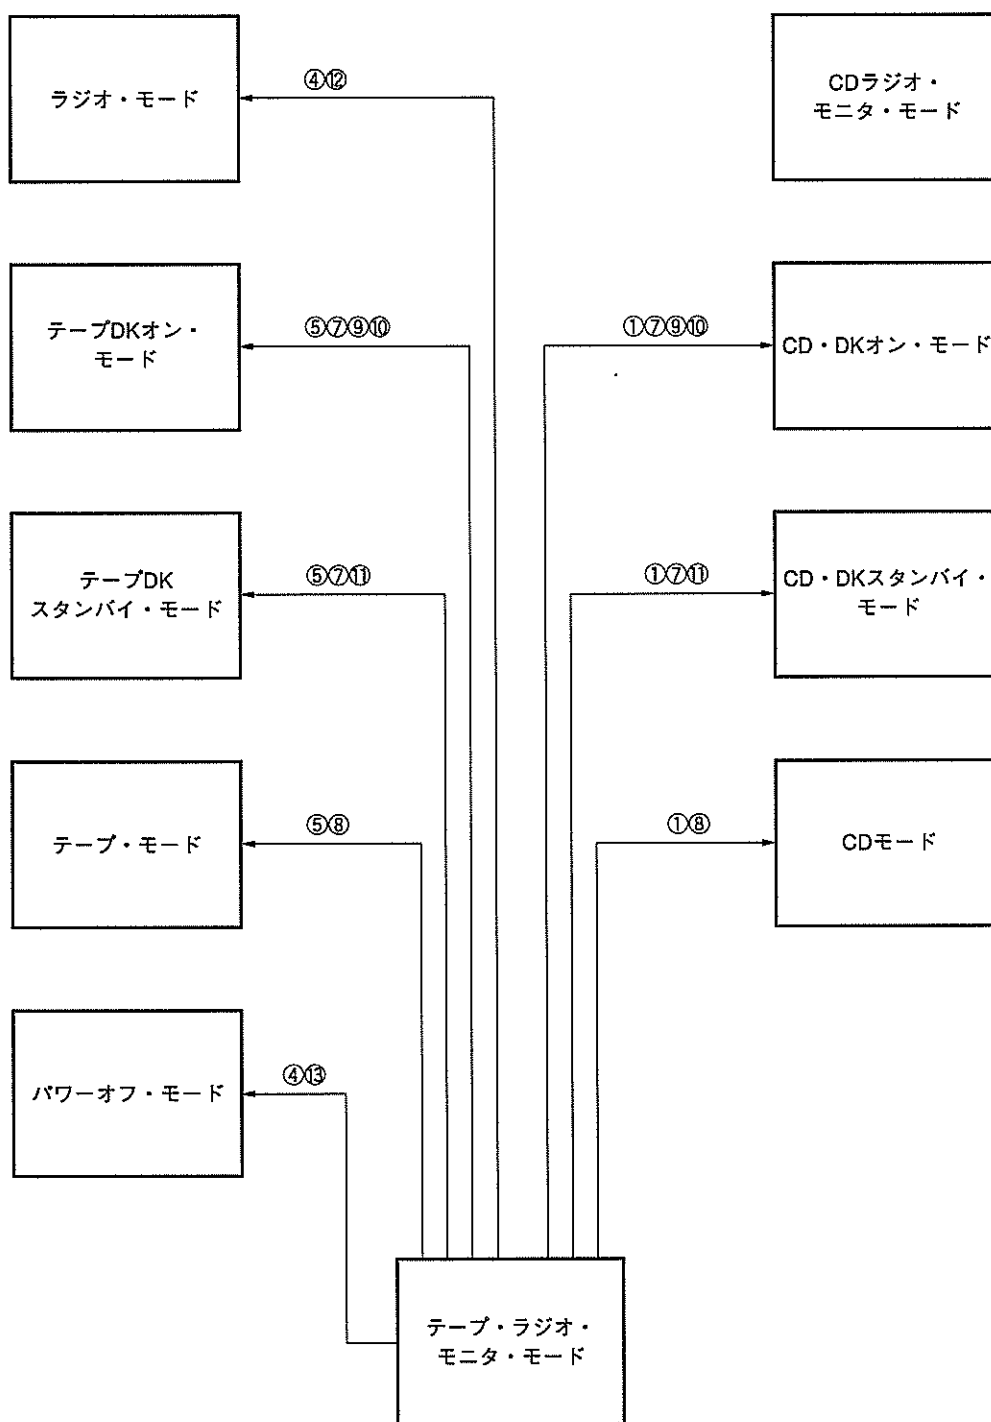 ラジオ・モード
④⑫
CDラジオ・
モニタ・モード
テープDKオン・
モード
⑤⑦⑨⑩
①⑦⑨⑩
CD・DKオン・モード
テープDK
スタンバイ・モード
⑤⑦⑪
①⑦⑪
CD・DKスタンバイ・
モード
テープ・モード
⑤⑧
①⑧
CDモード
パワーオフ・モード
④⑬
テープ・ラジオ・
モニタ・モード